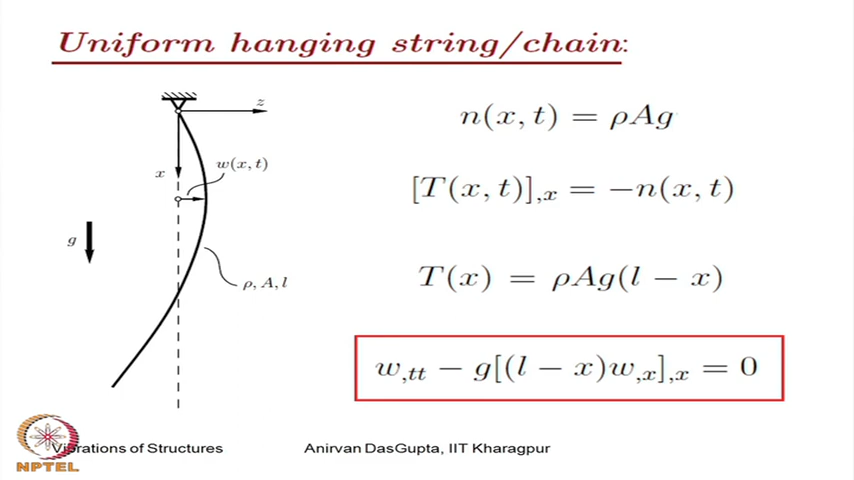 Uniform hanging string/chain:
z
n(x, t) = ρAg
x
w(x, t)
[T(x, t)],x = −n(x, t)
g
ρ, A, l
T(x) = ρAg(l − x)
w,tt − g[(l − x)w,x],x = 0
Vibrations of Structures
Anirvan DasGupta, IIT Kharagpur
NPTEL